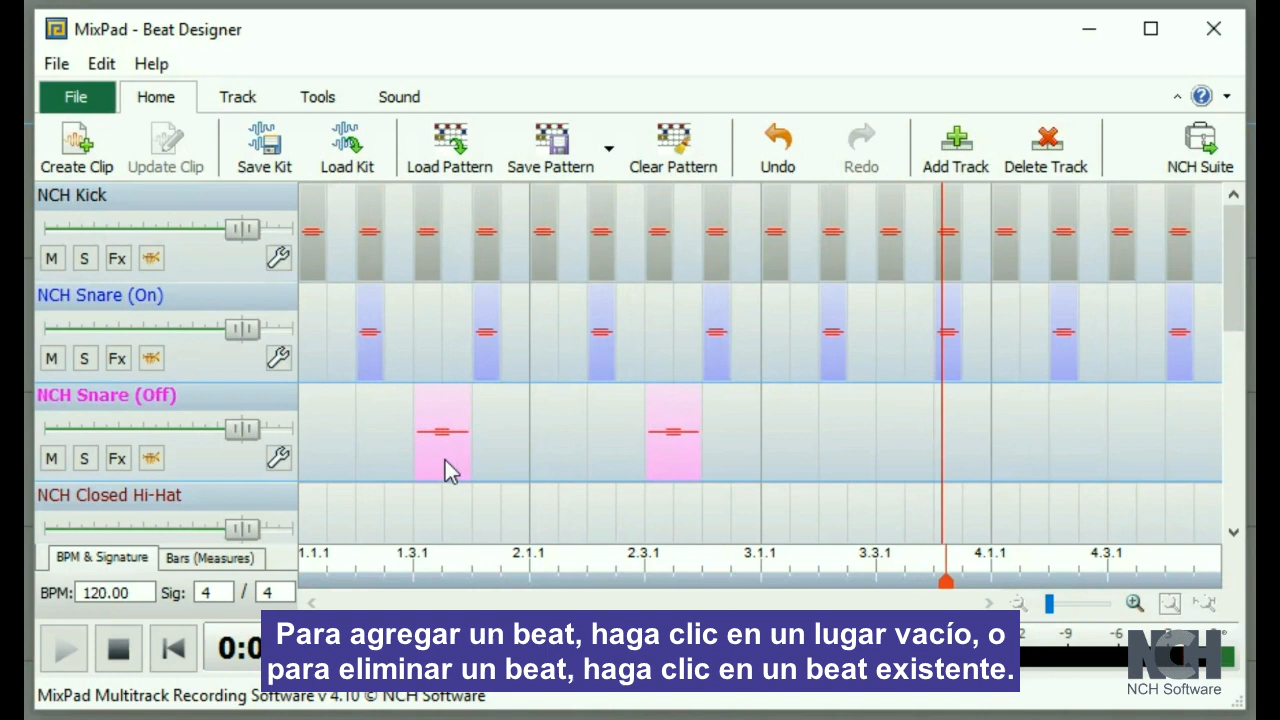 MixPad - Beat Designer
File Edit Help
File Home Track Tools Sound
Create Clip Update Clip Save Kit Load Kit Load Pattern Save Pattern Clear Pattern Undo Redo Add Track Delete Track NCH Suite
NCH Kick
M S Fx
NCH Snare (On)
M S Fx
NCH Snare (Off)
M S Fx
NCH Closed Hi-Hat
BPM & Signature Bars (Measures)
1.1.1 1.3.1 2.1.1 2.3.1 3.1.1 3.3.1 4.1.1 4.3.1
BPM: 120.00 Sig: 4 / 4
0:0
-9 -6
Para agregar un beat, haga clic en un lugar vacío, o
para eliminar un beat, haga clic en un beat existente.
NCH
NCH Software
MixPad Multitrack Recording Software v 4.10 © NCH Software